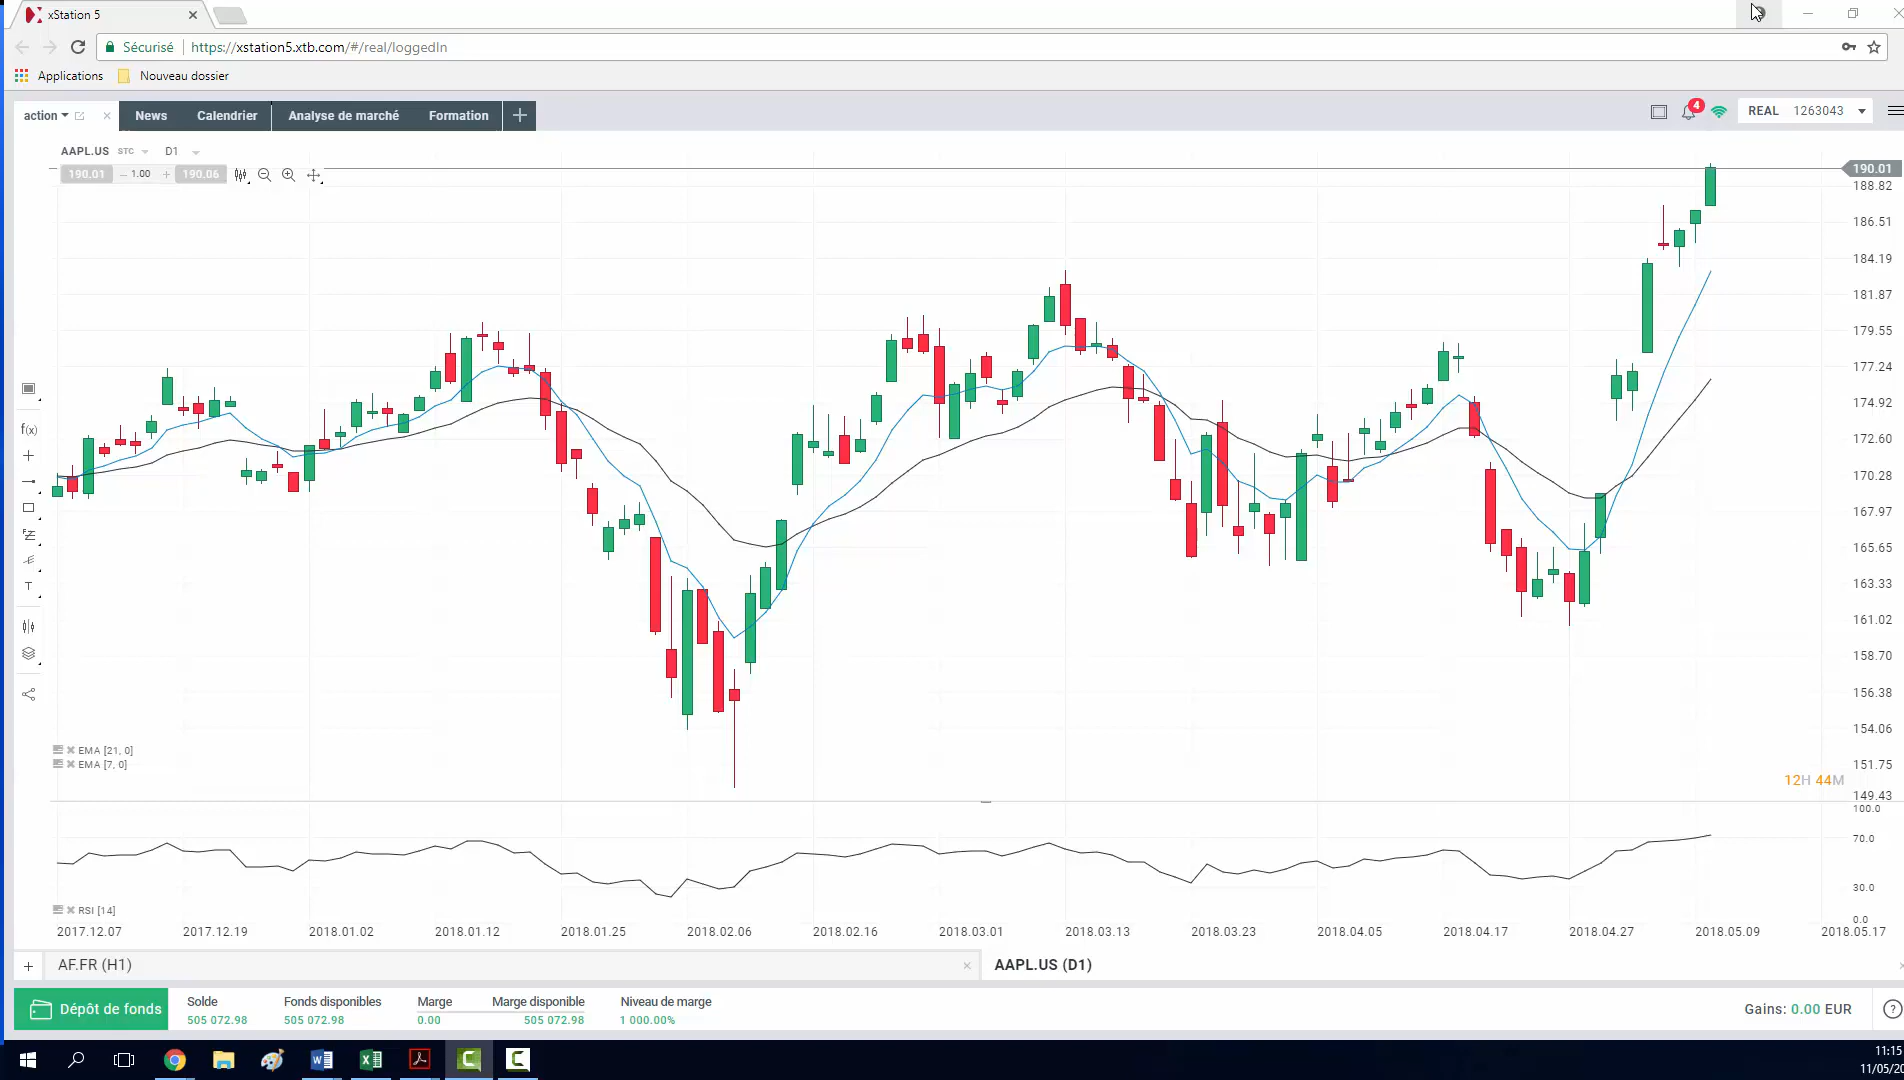 xStation 5
Sécurisé https://xstation5.xtb.com/#/real/loggedIn
Applications Nouveau dossier
action News Calendrier Analyse de marché Formation
4 REAL 1263043
AAPL.US STC D1
190.01 – 1.00 + 190.06
190.01
188.82
186.51
184.19
181.87
179.55
177.24
174.92
172.60
170.28
167.97
165.65
163.33
161.02
158.70
156.38
154.06
151.75
149.43
f(x)
T
EMA [21, 0]
EMA [7, 0]
12H 44M
100.0
70.0
30.0
0.0
RSI [14]
2017.12.07 2017.12.19 2018.01.02 2018.01.12 2018.01.25 2018.02.06 2018.02.16 2018.03.01 2018.03.13 2018.03.23 2018.04.05 2018.04.17 2018.04.27 2018.05.09 2018.05.17
+ AF.FR (H1) AAPL.US (D1)
Dépôt de fonds
Solde Fonds disponibles Marge Marge disponible Niveau de marge
505 072.98 505 072.98 0.00 505 072.98 1 000.00%
Gains: 0.00 EUR
11:15
11/05/20